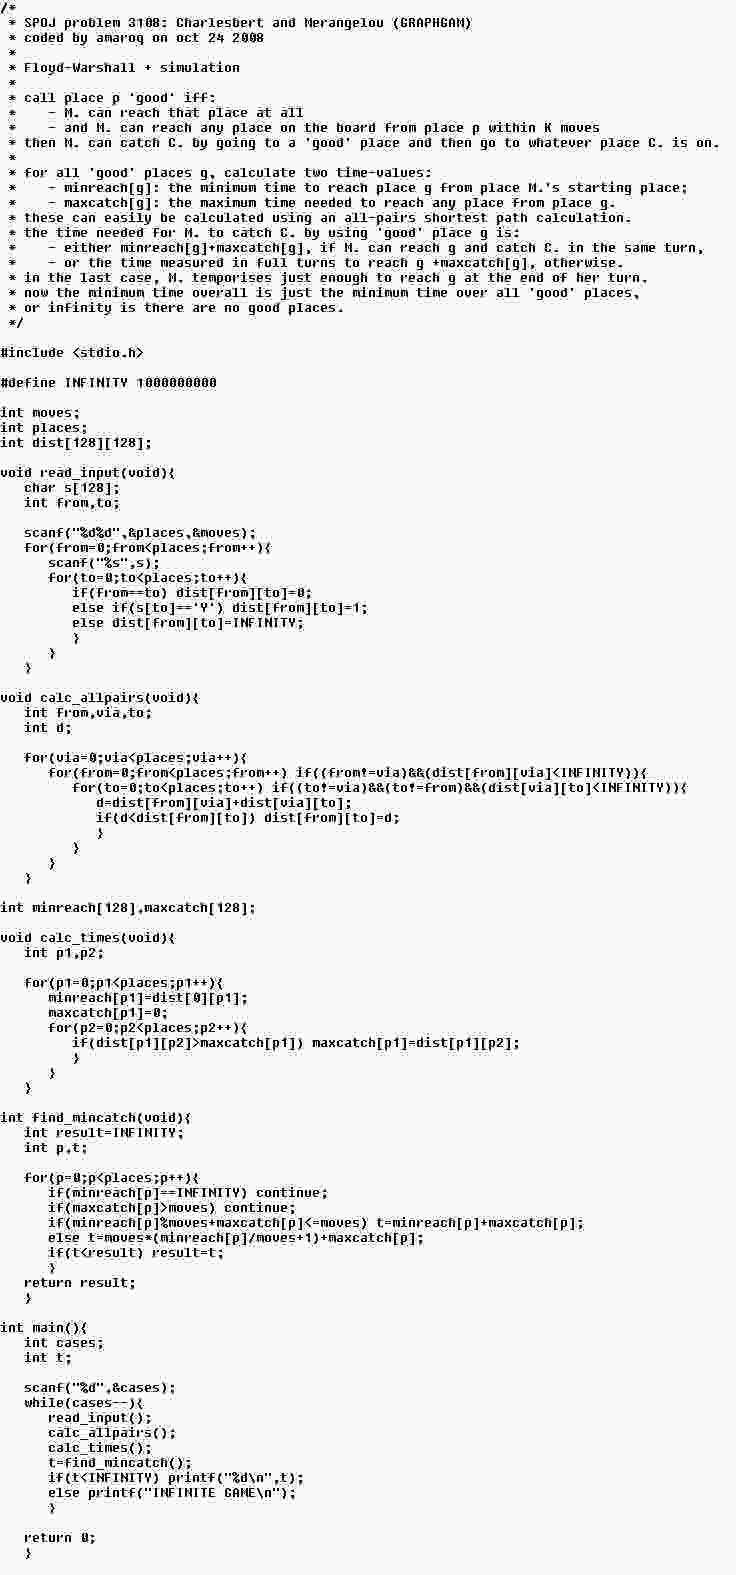 /*
 * SPOJ problem 3108: Charlesbert and Merangelou (GRAPHGAM)
 * coded by amaroq on oct 24 2008
 *
 * Floyd-Warshall + simulation
 *
 * call place p 'good' iff:
 *    - M. can reach that place at all
 *    - and M. can reach any place on the board from place p within K moves
 * then M. can catch C. by going to a 'good' place and then go to whatever place C. is on.
 *
 * for all 'good' places g, calculate two time-values:
 *    - minreach[g]: the minimum time to reach place g from place M.'s starting place;
 *    - maxcatch[g]: the maximum time needed to reach any place from place g.
 * these can easily be calculated using an all-pairs shortest path calculation.
 * the time needed for M. to catch C. by using 'good' place g is:
 *    - either minreach[g]+maxcatch[g], if M. can reach g and catch C. in the same turn,
 *    - or the time measured in full turns to reach g +maxcatch[g], otherwise.
 * in the last case, M. temporises just enough to reach g at the end of her turn.
 * now the minimum time overall is just the minimum time over all 'good' places,
 * or infinity is there are no good places.
 */

#include <stdio.h>

#define INFINITY 1000000000

int moves;
int places;
int dist[128][128];

void read_input(void){
   char s[128];
   int from,to;

   scanf("%d%d",&places,&moves);
   for(from=0;from<places;from++){
      scanf("%s",s);
      for(to=0;to<places;to++){
         if(from==to) dist[from][to]=0;
         else if(s[to]=='Y') dist[from][to]=1;
         else dist[from][to]=INFINITY;
         }
      }
   }

void calc_allpairs(void){
   int from,via,to;
   int d;

   for(via=0;via<places;via++){
      for(from=0;from<places;from++) if((from!=via)&&(dist[from][via]<INFINITY)){
         for(to=0;to<places;to++) if((to!=via)&&(to!=from)&&(dist[via][to]<INFINITY)){
            d=dist[from][via]+dist[via][to];
            if(d<dist[from][to]) dist[from][to]=d;
            }
         }
      }
   }

int minreach[128],maxcatch[128];

void calc_times(void){
   int p1,p2;

   for(p1=0;p1<places;p1++){
      minreach[p1]=dist[0][p1];
      maxcatch[p1]=0;
      for(p2=0;p2<places;p2++){
         if(dist[p1][p2]>maxcatch[p1]) maxcatch[p1]=dist[p1][p2];
         }
      }
   }

int find_mincatch(void){
   int result=INFINITY;
   int p,t;

   for(p=0;p<places;p++){
      if(minreach[p]==INFINITY) continue;
      if(maxcatch[p]>moves) continue;
      if(minreach[p]%moves+maxcatch[p]<=moves) t=minreach[p]+maxcatch[p];
      else t=moves*(minreach[p]/moves+1)+maxcatch[p];
      if(t<result) result=t;
      }
   return result;
   }

int main(){
   int cases;
   int t;

   scanf("%d",&cases);
   while(cases--){
      read_input();
      calc_allpairs();
      calc_times();
      t=find_mincatch();
      if(t<INFINITY) printf("%d\n",t);
      else printf("INFINITE GAME\n");
      }

   return 0;
   }